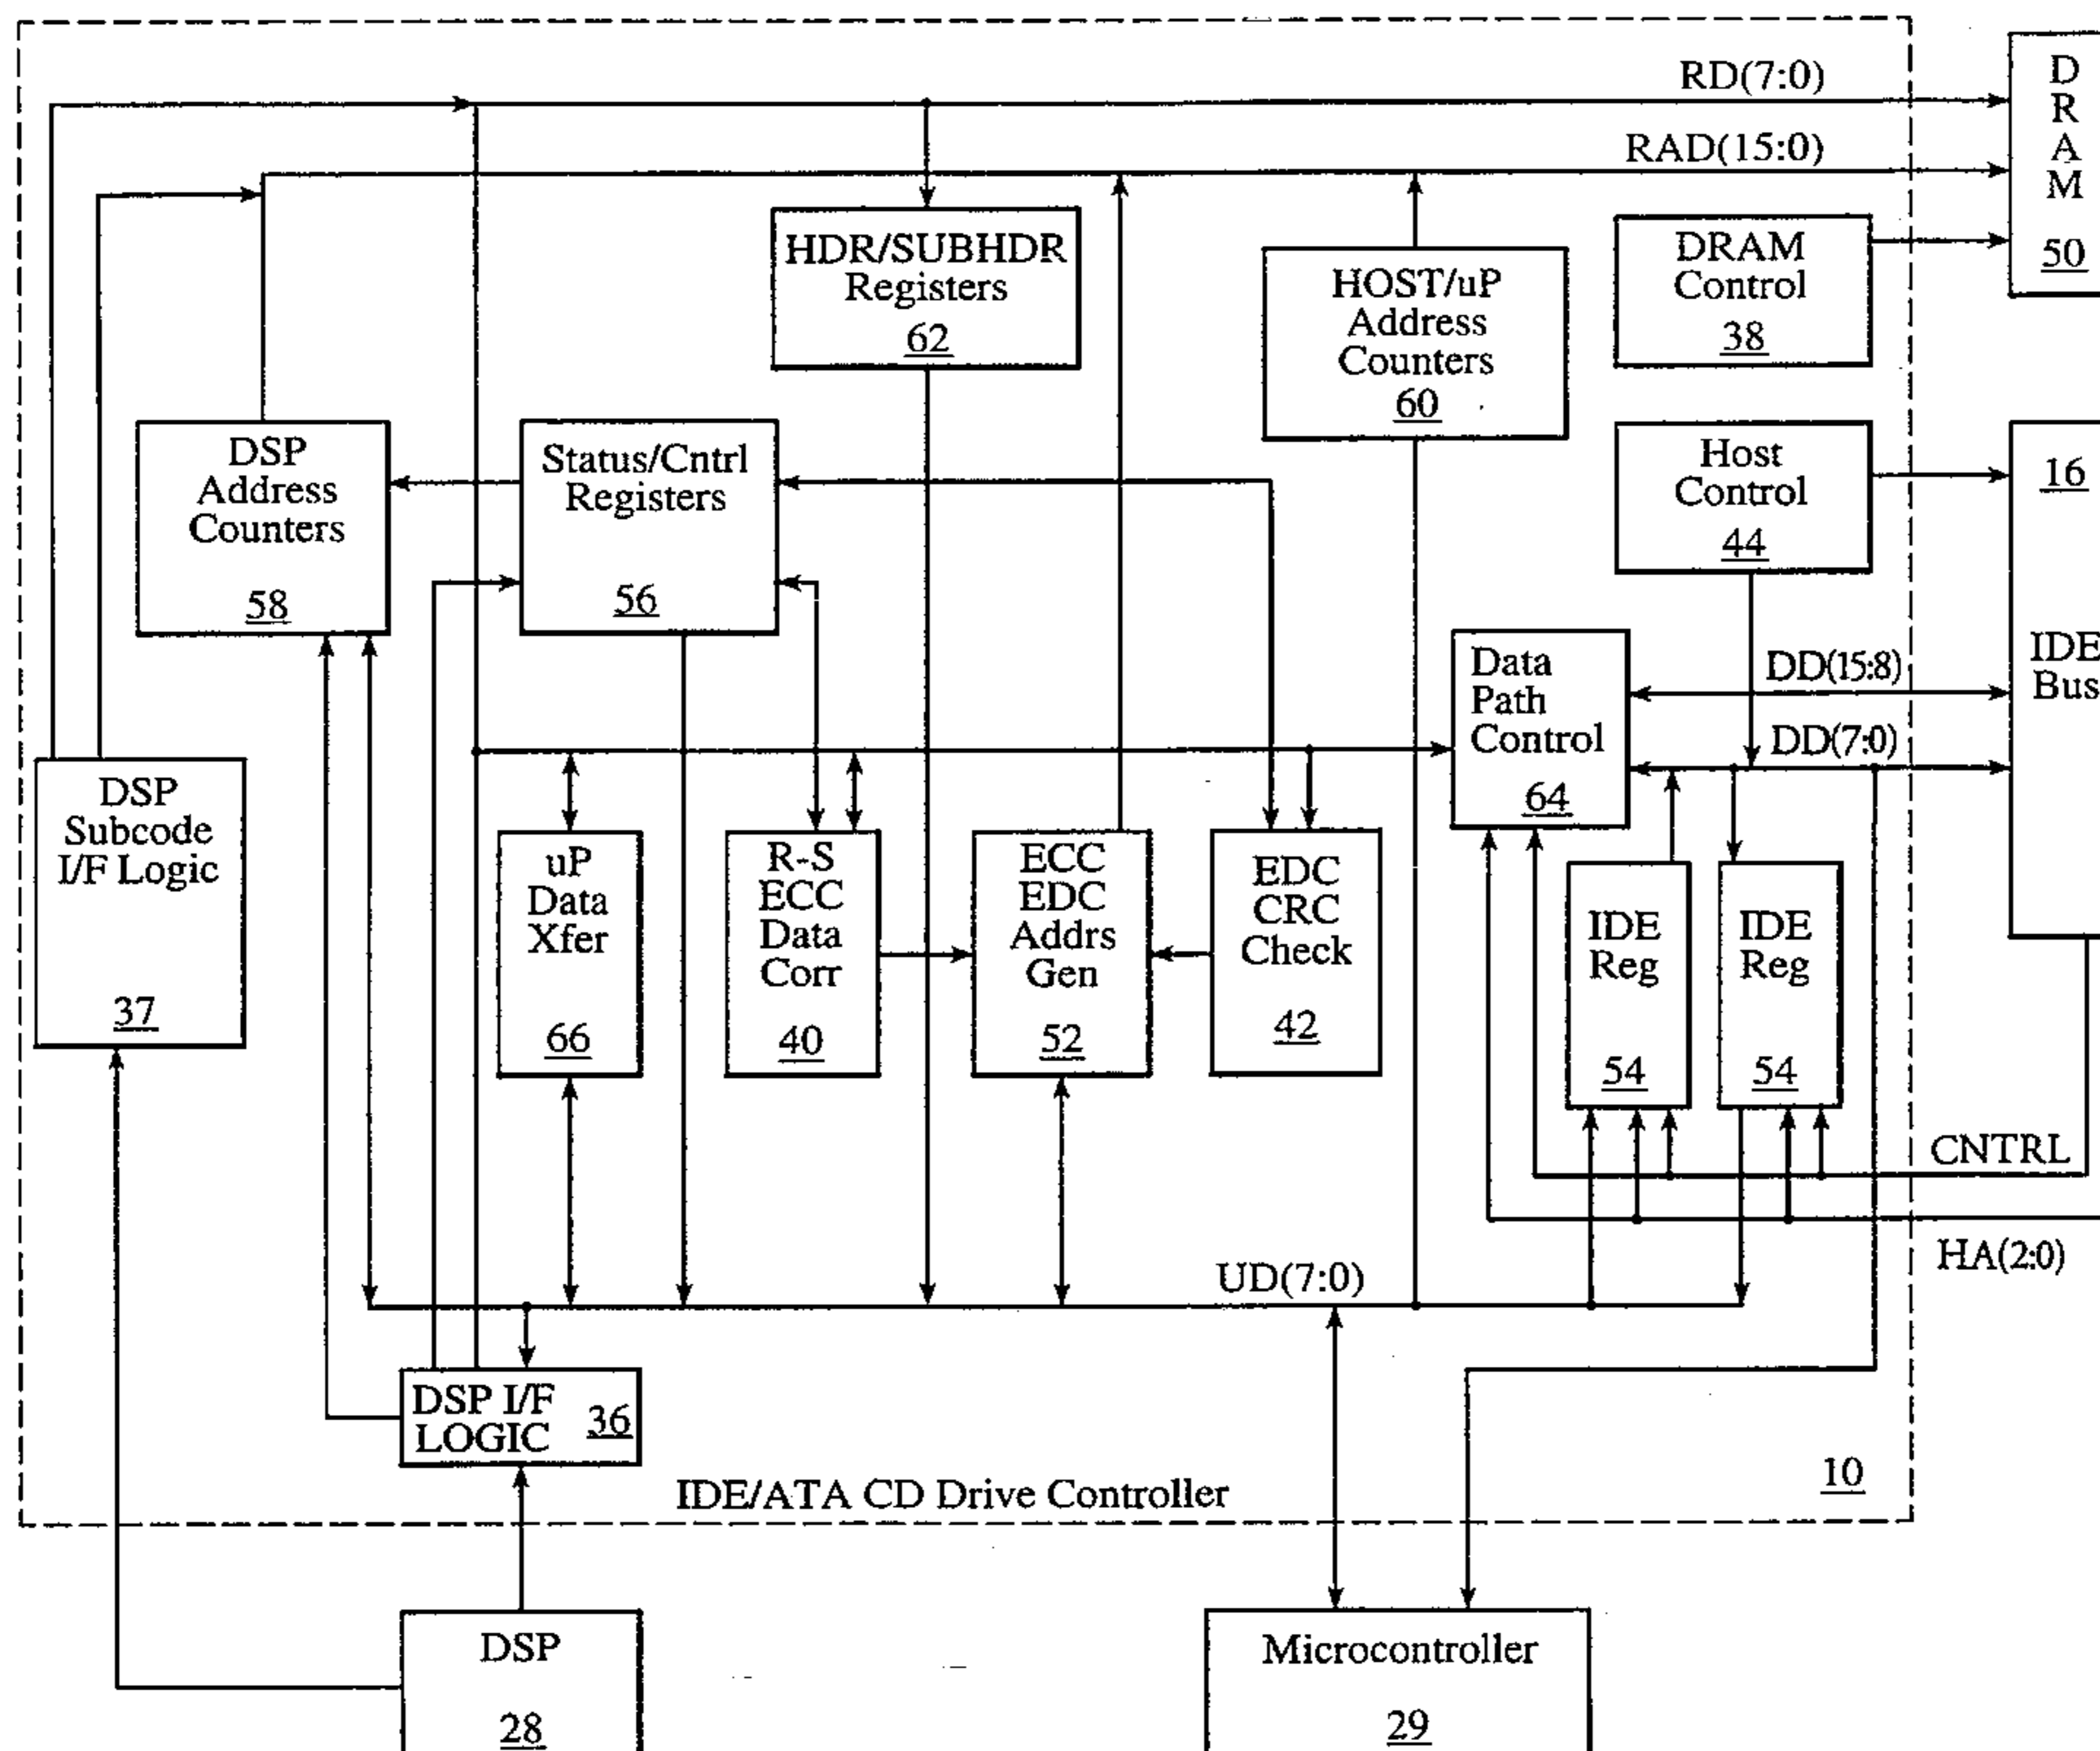 RD(7:0)
RAD(15:0)
D
R
A
M
50
HDR/SUBHDR
Registers
62
HOST/uP
Address
Counters
60
DRAM
Control
38
DSP
Address
Counters
58
Status/Cntrl
Registers
56
Host
Control
44
16
IDE
Bus
Data
Path
Control
64
DD(15:8)
DD(7:0)
DSP
Subcode
I/F Logic
37
uP
Data
Xfer
66
R-S
ECC
Data
Corr
40
ECC
EDC
Addrs
Gen
52
EDC
CRC
Check
42
IDE
Reg
54
IDE
Reg
54
CNTRL
HA(2:0)
UD(7:0)
DSP I/F
LOGIC
36
IDE/ATA CD Drive Controller
10
DSP
28
Microcontroller
29